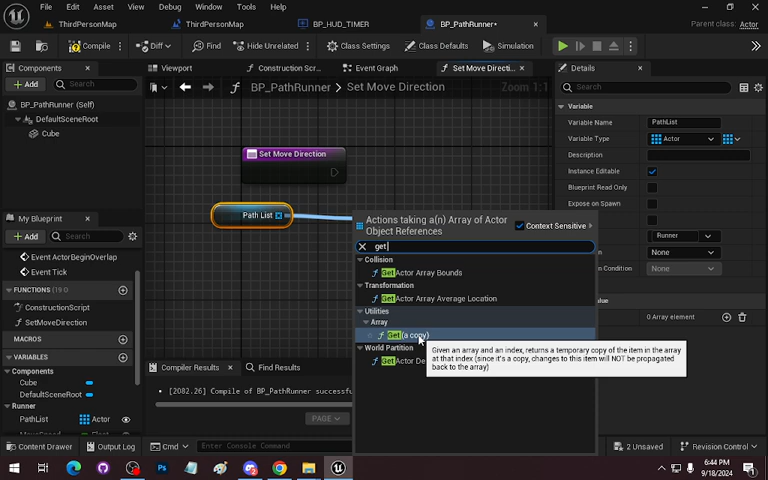 File Edit Asset View Debug Window Tools Help
ThirdPersonMap ThirdPersonMap BP_HUD_TIMER BP_PathRunner• Parent class: Actor
Compile Diff Find Hide Unrelated Class Settings Class Defaults Simulation
Components Viewport Construction Scr... Event Graph Set Move Directi... Details
+ Add Search
BP_PathRunner > Set Move Direction Zoom 1:1
Search
BP_PathRunner (Self)
DefaultSceneRoot
Cube
Variable
Variable Name PathList
Variable Type Actor
Description
Instance Editable
Blueprint Read Only
Expose on Spawn
Runner
None
m Condition None
Set Move Direction
Path List
My Blueprint
+ Add Search
Event ActorBeginOverlap
Event Tick
FUNCTIONS (19 O
ConstructionScript
SetMoveDirection
MACROS
VARIABLES
Components
Cube
DefaultSceneRoot
Runner
PathList Actor
Actions taking a(n) Array of Actor
Object References
Context Sensitive
get
Collision
Get Actor Array Bounds
Transformation
Get Actor Array Average Location
Utilities
Array
Get (a copy)
World Partition
Get Actor De
Given an array and an index, returns a temporary copy of the item in the array
at that index (since it's a copy, changes to this item will NOT be propagated
back to the array)
0 Array element
Compiler Results Find Results
[2082.26] Compile of BP_PathRunner successfu
PAGE
Content Drawer Output Log Cmd Enter Console Command 2 Unsaved Revision Control
6:44 PM
9/18/2024